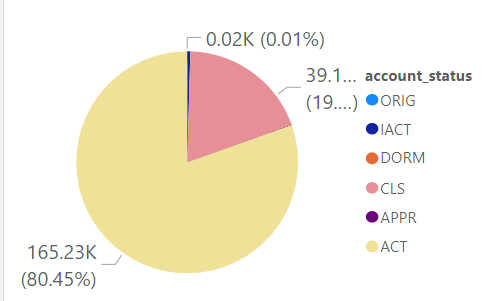 0.02K (0.01%)
39.1...
(19....)
account_status
ORIG
IACT
DORM
CLS
APPR
ACT
165.23K
(80.45%)